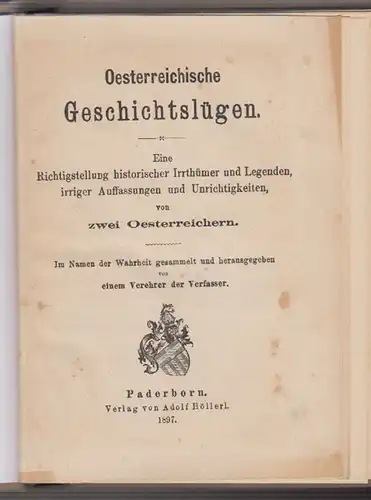 Oesterreichische
Geschichtslügen.
Eine
Richtigstellung historischer Irrthümer und Legenden,
irriger Auffassungen und Unrichtigkeiten,
von
zwei Oesterreichern.
Im Namen der Wahrheit gesammelt und herausgegeben
von
einem Verehrer der Verfasser.
Paderborn.
Verlag von Adolf Höllerl.
1897.